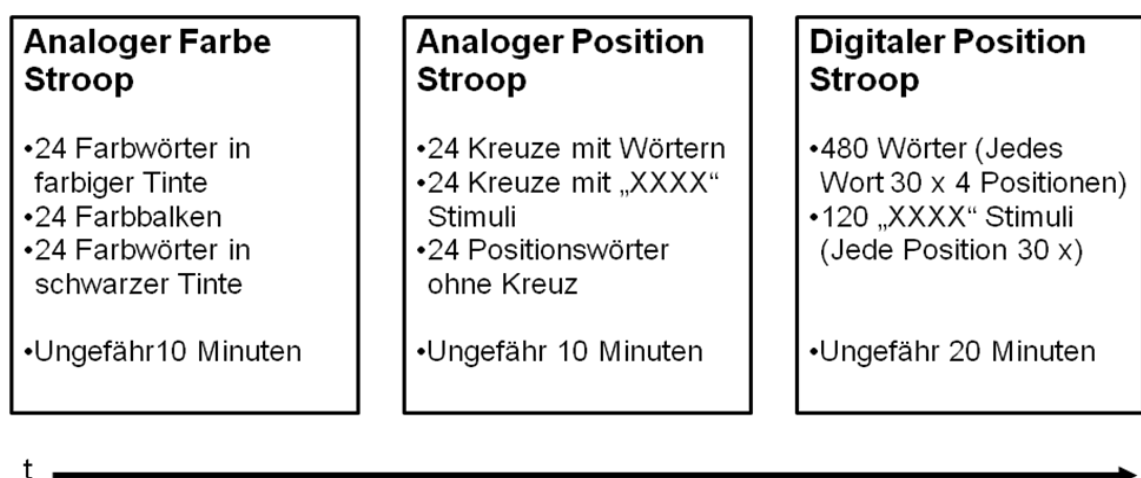 Analoger Farbe
Stroop
•24 Farbwörter in
farbiger Tinte
•24 Farbbalken
•24 Farbwörter in
schwarzer Tinte
•Ungefähr10 Minuten
Analoger Position
Stroop
•24 Kreuze mit Wörtern
•24 Kreuze mit „XXXX“
Stimuli
•24 Positionswörter
ohne Kreuz
•Ungefähr 10 Minuten
Digitaler Position
Stroop
•480 Wörter (Jedes
Wort 30 x 4 Positionen)
•120 „XXXX“ Stimuli
(Jede Position 30 x)
•Ungefähr 20 Minuten
t